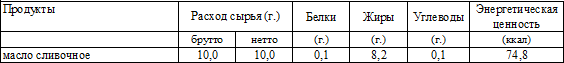 Продукты Расход сырья (г.) Белки Жиры Углеводы Энергетическая ценность
брутто нетто (г.) (г.) (г.) (ккал)
масло сливочное 10,0 10,0 0,1 8,2 0,1 74,8